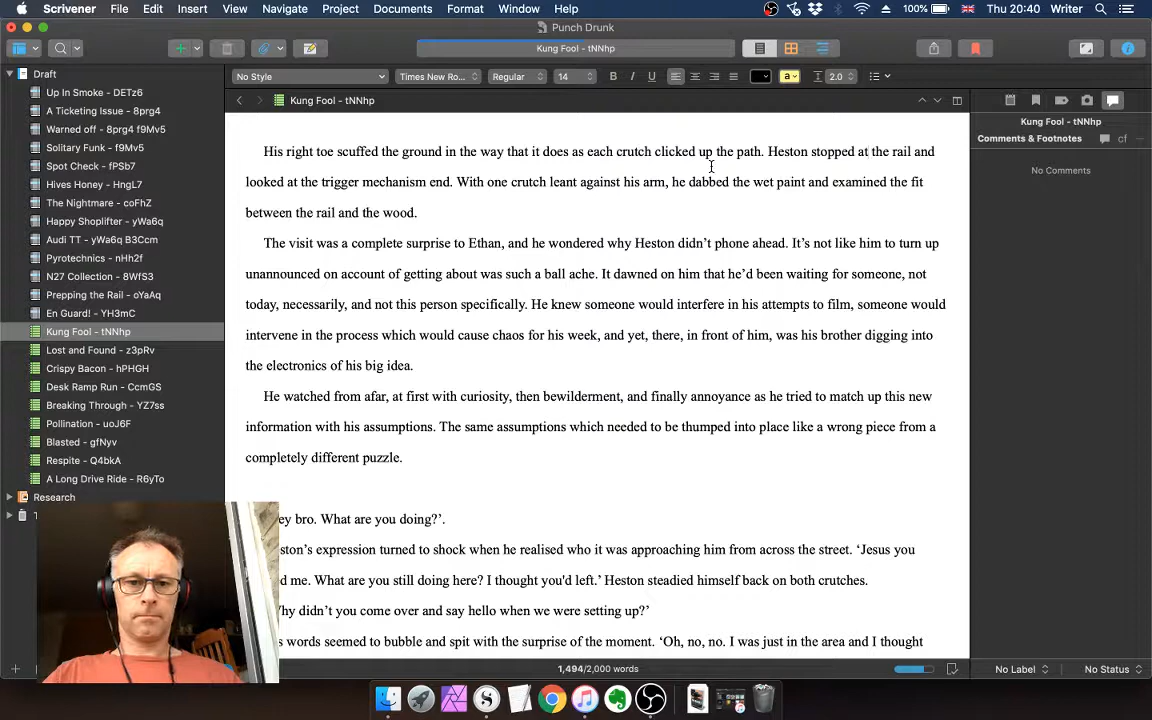 Scrivener File Edit Insert View Navigate Project Documents Format Window Help 100% Thu 20:40 Writer
Punch Drunk
Kung Fool - tNNhp
No Style Times New Ro... Regular 14 B I U a 2.0
Draft
Up In Smoke - DETz6
A Ticketing Issue - 8prg4
Warned off - 8prg4 f9Mv5
Solitary Funk - f9Mv5
Spot Check - fPSb7
Hives Honey - HngL7
The Nightmare - coFhZ
Happy Shoplifter - yWa6q
Audi TT - yWa6q B3Ccm
Pyrotechnics - nHh2f
N27 Collection - 8WfS3
Prepping the Rail - oYaAq
En Guard! - YH3mC
Kung Fool - tNNhp
Lost and Found - z3pRv
Crispy Bacon - hPHGH
Desk Ramp Run - CcmGS
Breaking Through - YZ7ss
Pollination - uoJ6F
Blasted - gfNyv
Respite - Q4bkA
A Long Drive Ride - R6yTo
Research
Kung Fool - tNNhp
His right toe scuffed the ground in the way that it does as each crutch clicked up the path. Heston stopped at the rail and
looked at the trigger mechanism end. With one crutch leant against his arm, he dabbed the wet paint and examined the fit
between the rail and the wood.
The visit was a complete surprise to Ethan, and he wondered why Heston didn’t phone ahead. It’s not like him to turn up
unannounced on account of getting about was such a ball ache. It dawned on him that he’d been waiting for someone, not
today, necessarily, and not this person specifically. He knew someone would interfere in his attempts to film, someone would
intervene in the process which would cause chaos for his week, and yet, there, in front of him, was his brother digging into
the electronics of his big idea.
He watched from afar, at first with curiosity, then bewilderment, and finally annoyance as he tried to match up this new
information with his assumptions. The same assumptions which needed to be thumped into place like a wrong piece from a
completely different puzzle.
ey bro. What are you doing?’.
ston’s expression turned to shock when he realised who it was approaching him from across the street. ‘Jesus you
d me. What are you still doing here? I thought you'd left.’ Heston steadied himself back on both crutches.
hy didn’t you come over and say hello when we were setting up?’
s words seemed to bubble and spit with the surprise of the moment. ‘Oh, no, no. I was just in the area and I thought
1,494/2,000 words
Kung Fool - tNNhp
Comments & Footnotes cf
No Comments
No Label No Status